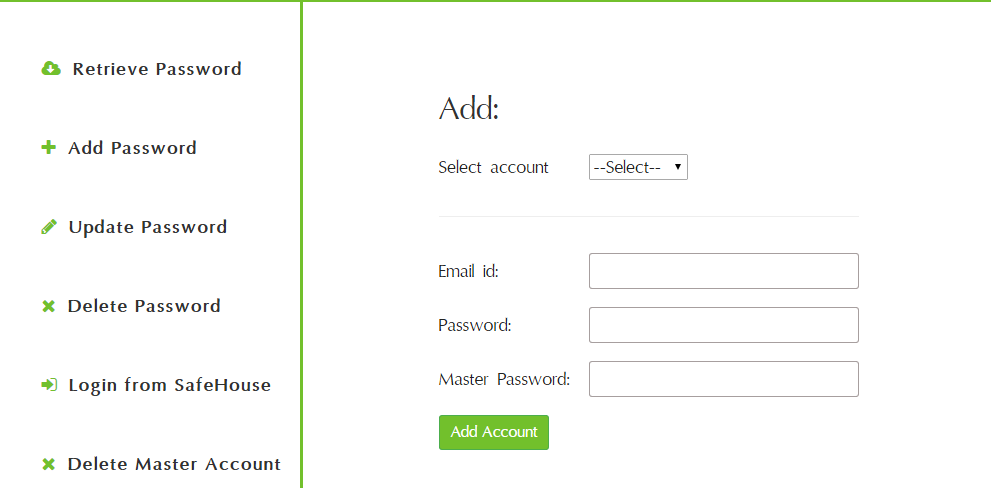 Retrieve Password
Add Password
Update Password
Delete Password
Login from SafeHouse
Delete Master Account
Add:
Select account --Select--
Email id:
Password:
Master Password:
Add Account